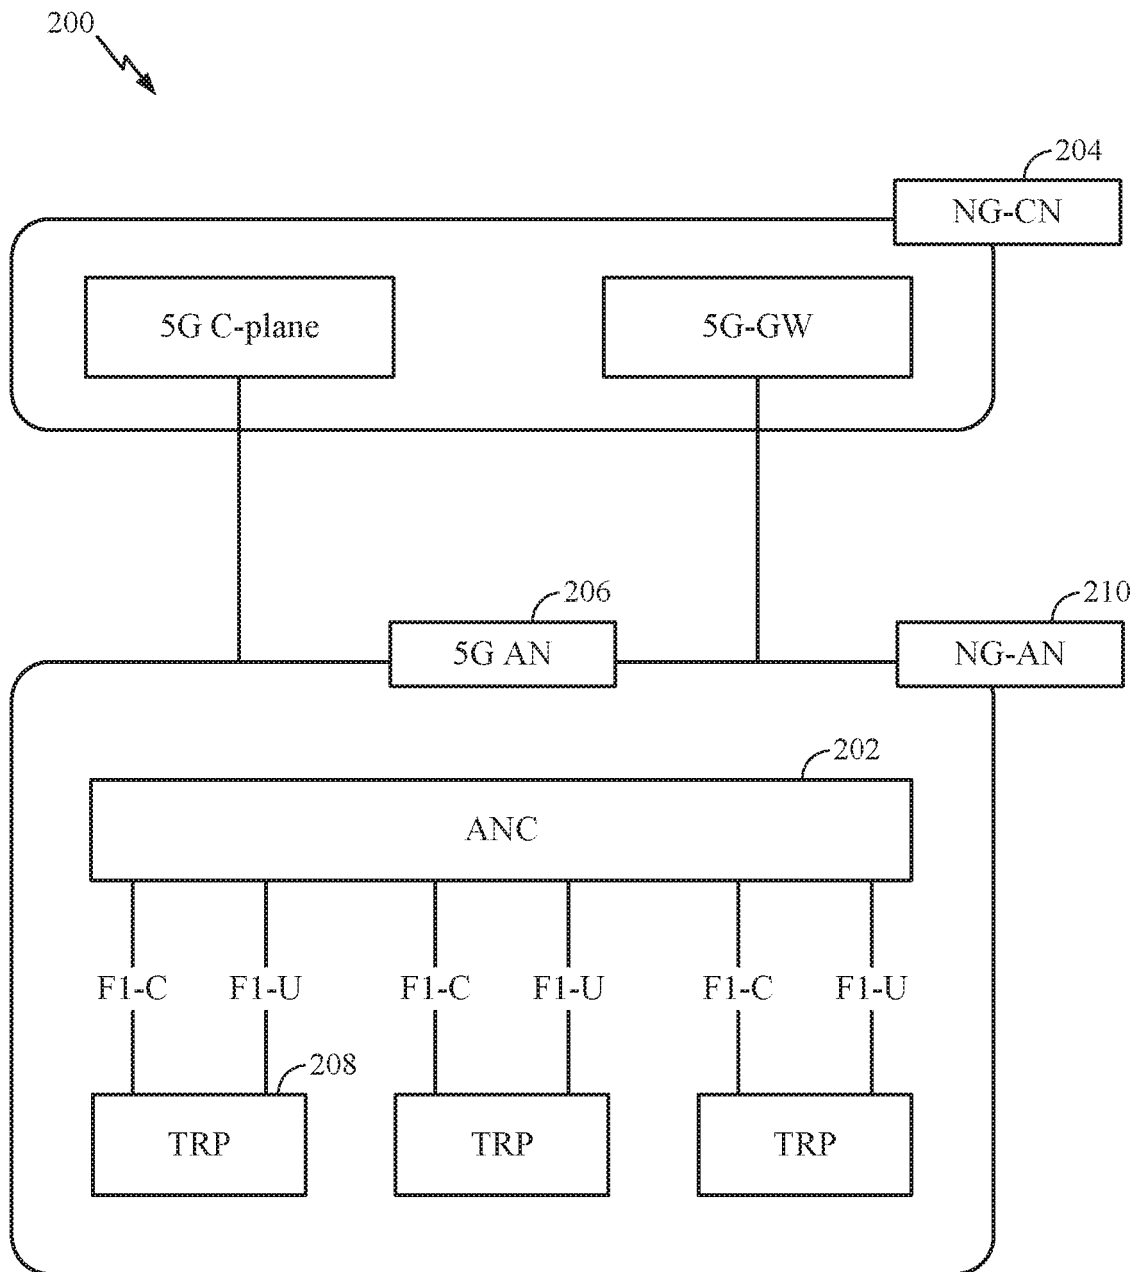 200
204
NG-CN
5G C-plane
5G-GW
206
210
5G AN
NG-AN
202
ANC
F1-C
F1-U
F1-C
F1-U
F1-C
F1-U
208
TRP
TRP
TRP